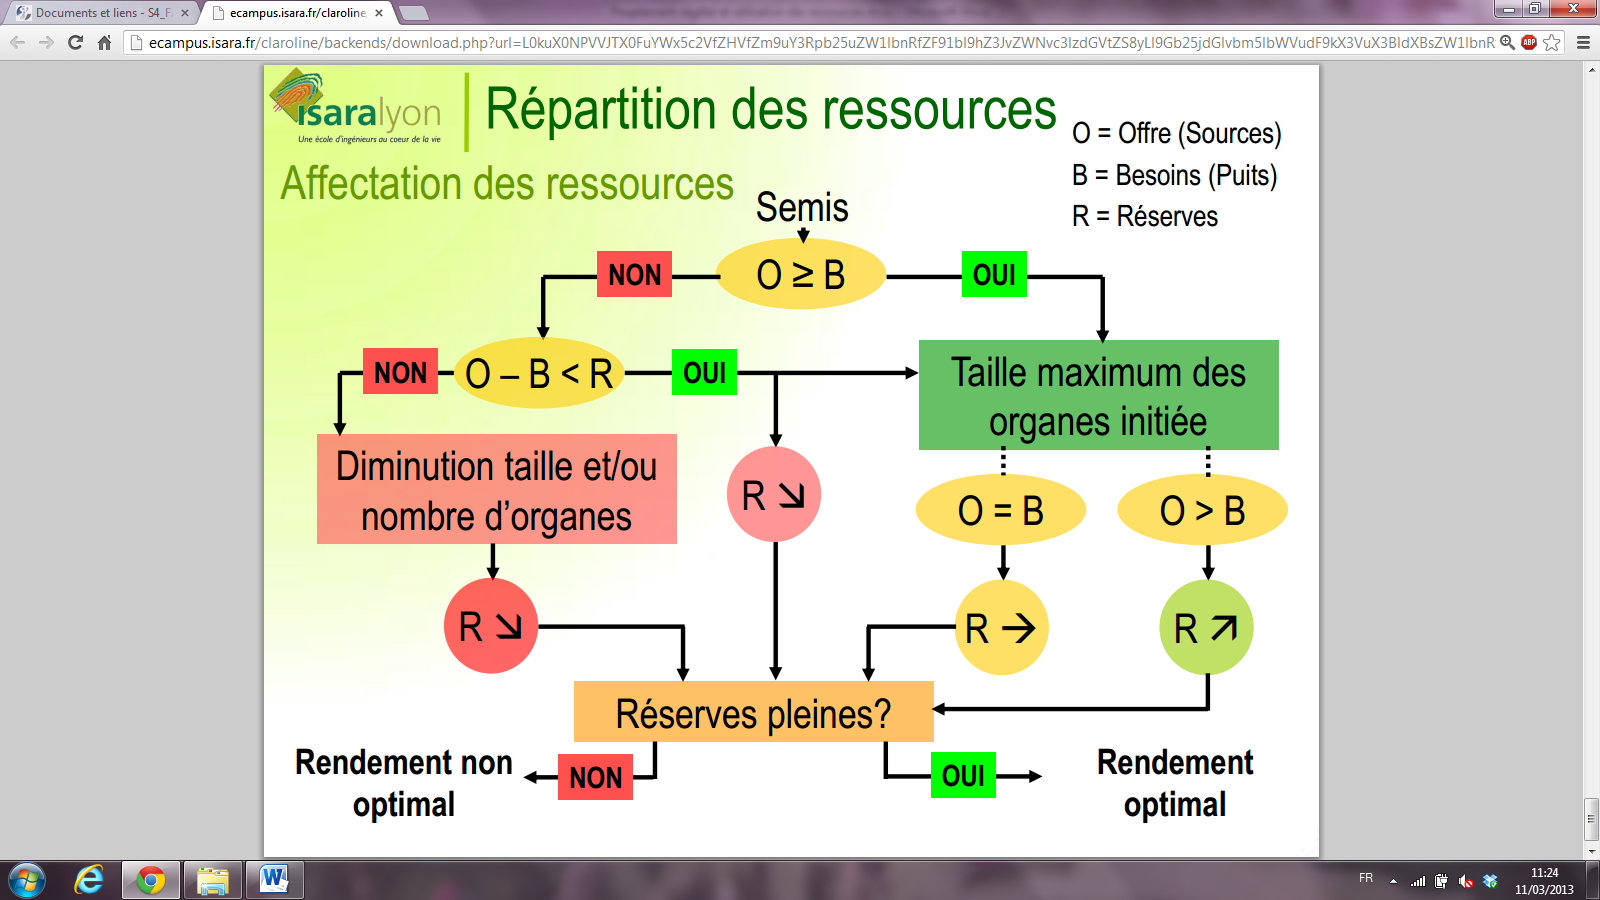 Documents et liens - S4_F
ecampus.isara.fr/claroline
ecampus.isara.fr/claroline/backends/download.php?url=
isaralyon
Une école d'ingénieurs au coeur de la vie
Répartition des ressources
O = Offre (Sources)
B = Besoins (Puits)
R = Réserves
Affectation des ressources
Semis
NON
O ≥ B
OUI
NON
O – B < R
OUI
Taille maximum des
organes initiée
Diminution taille et/ou
nombre d'organes
R ↘
O = B
O > B
R ↘
R →
R ↗
Réserves pleines?
Rendement non
optimal
NON
OUI
Rendement
optimal
FR
11:24
11/03/2013